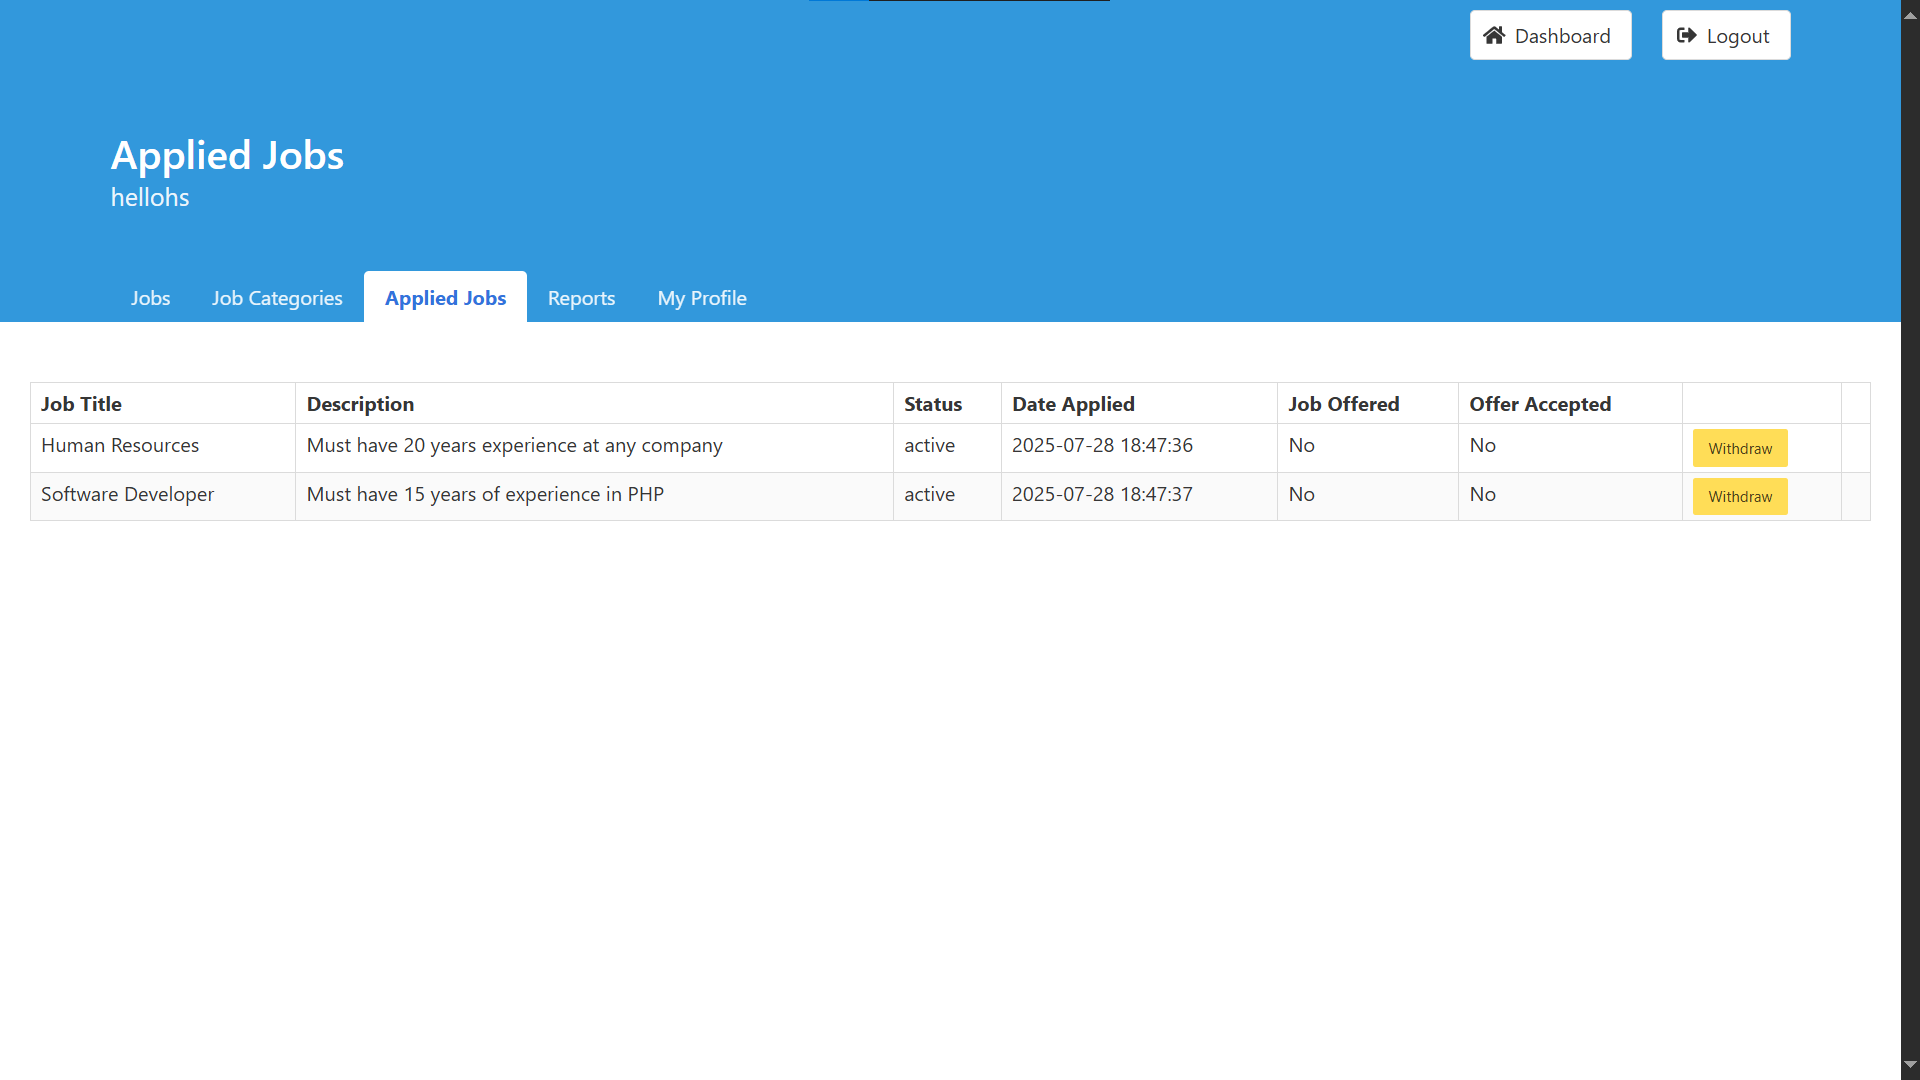 Dashboard
Logout
Applied Jobs
hellohs
Jobs
Job Categories
Applied Jobs
Reports
My Profile
Job Title Description Status Date Applied Job Offered Offer Accepted
Human Resources Must have 20 years experience at any company active 2025-07-28 18:47:36 No No Withdraw
Software Developer Must have 15 years of experience in PHP active 2025-07-28 18:47:37 No No Withdraw